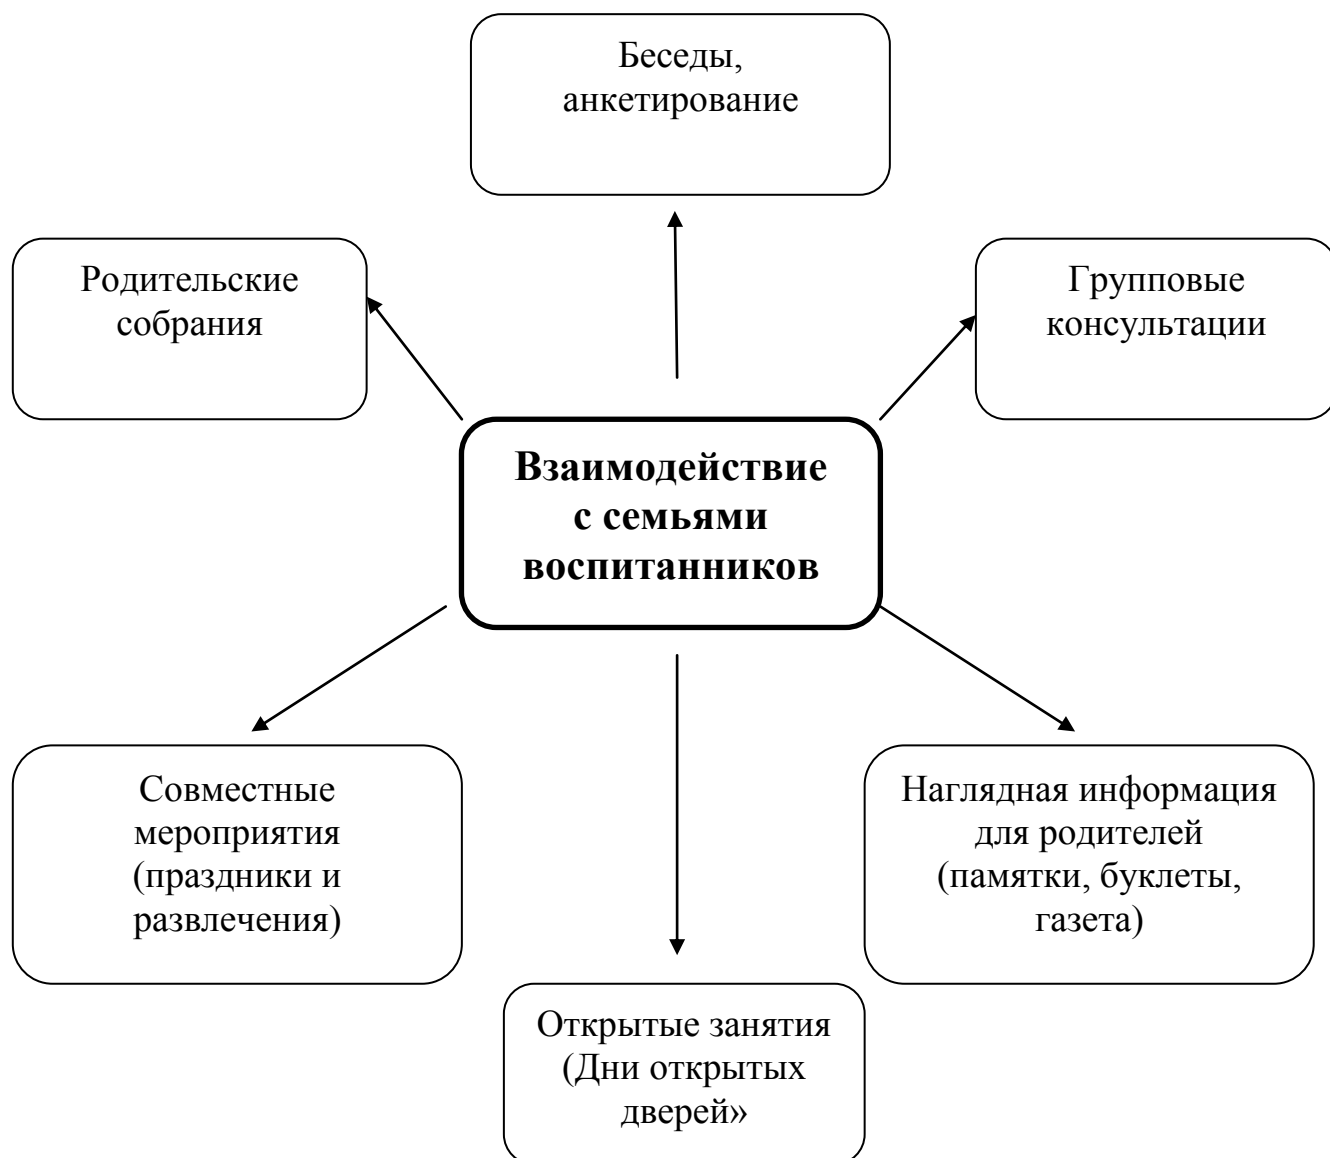 Беседы,
анкетирование
Родительские
собрания
Групповые
консультации
Взаимодействие
с семьями
воспитанников
Совместные
мероприятия
(праздники и
развлечения)
Наглядная информация
для родителей
(памятки, буклеты,
газета)
Открытые занятия
(Дни открытых
дверей»